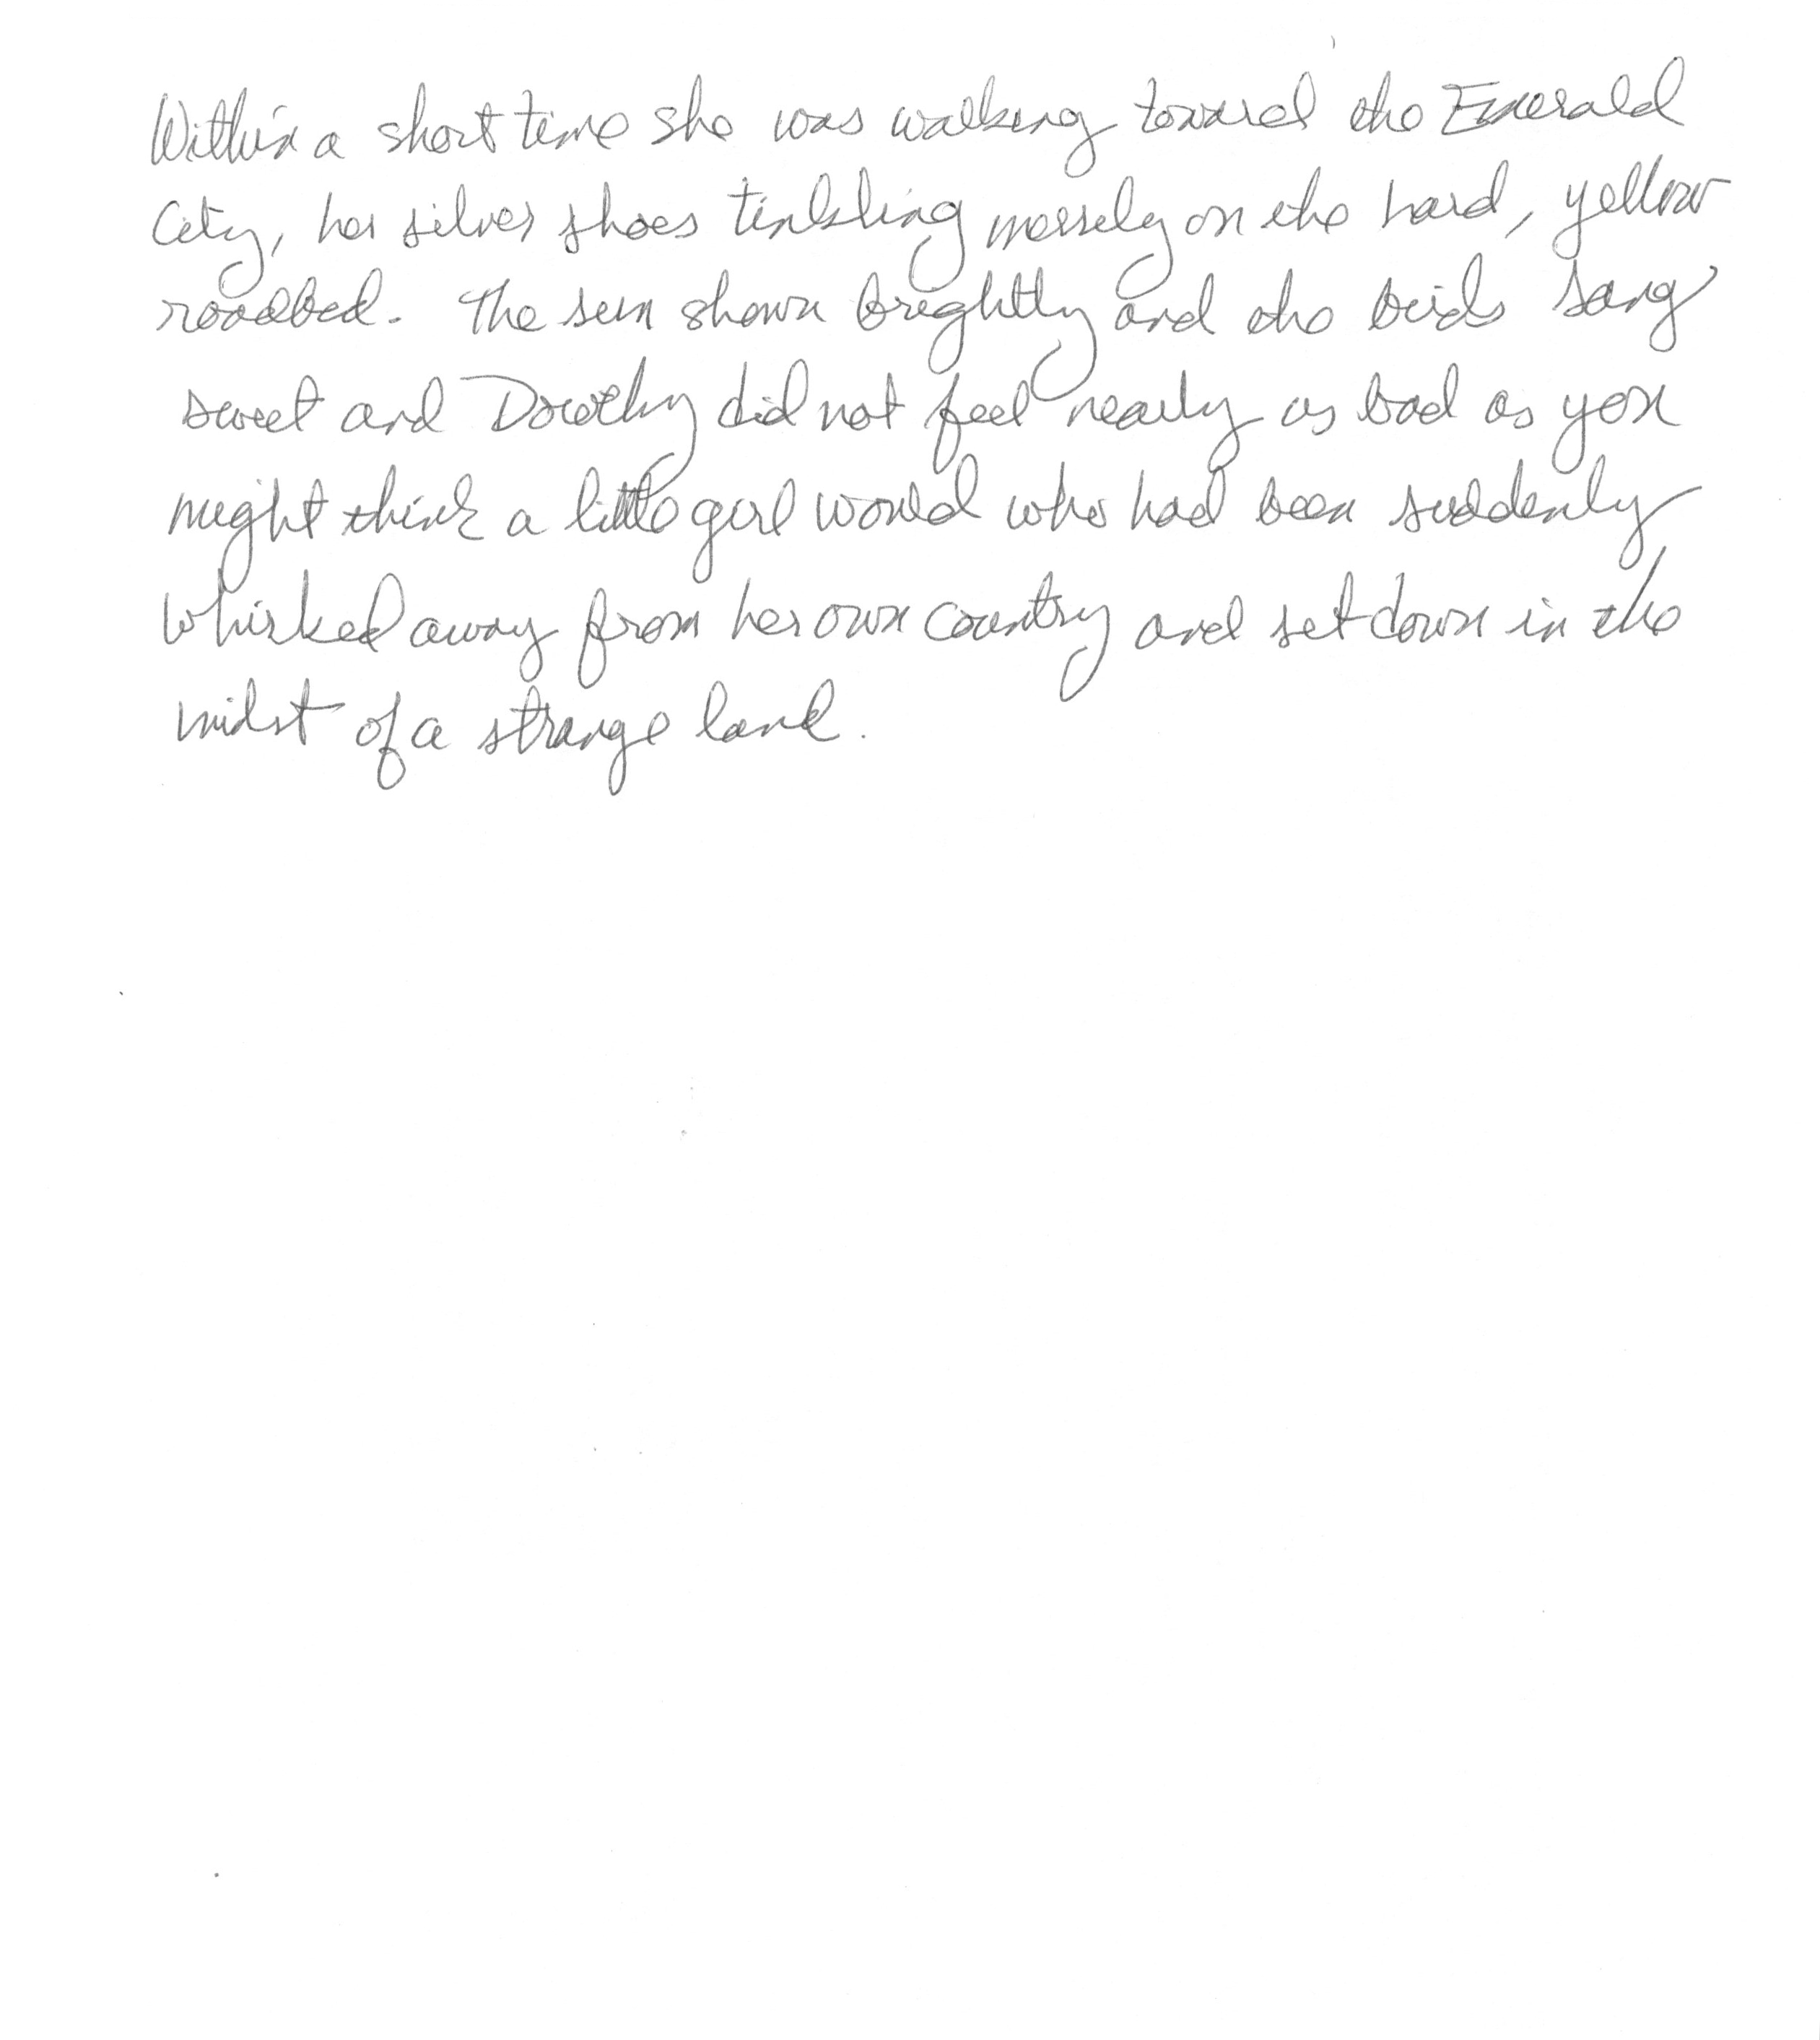 Within a short time she was walking toward the Emerald
City, her silver shoes tinkling merrely on the hard, yellow
roadbed. The sun shown brightly and the birds sang
sweet and Dorothy did not feel nearly as bad as you
might think a little girl would who had been suddenly
whisked away from her own country and set down in the
midst of a strange land.